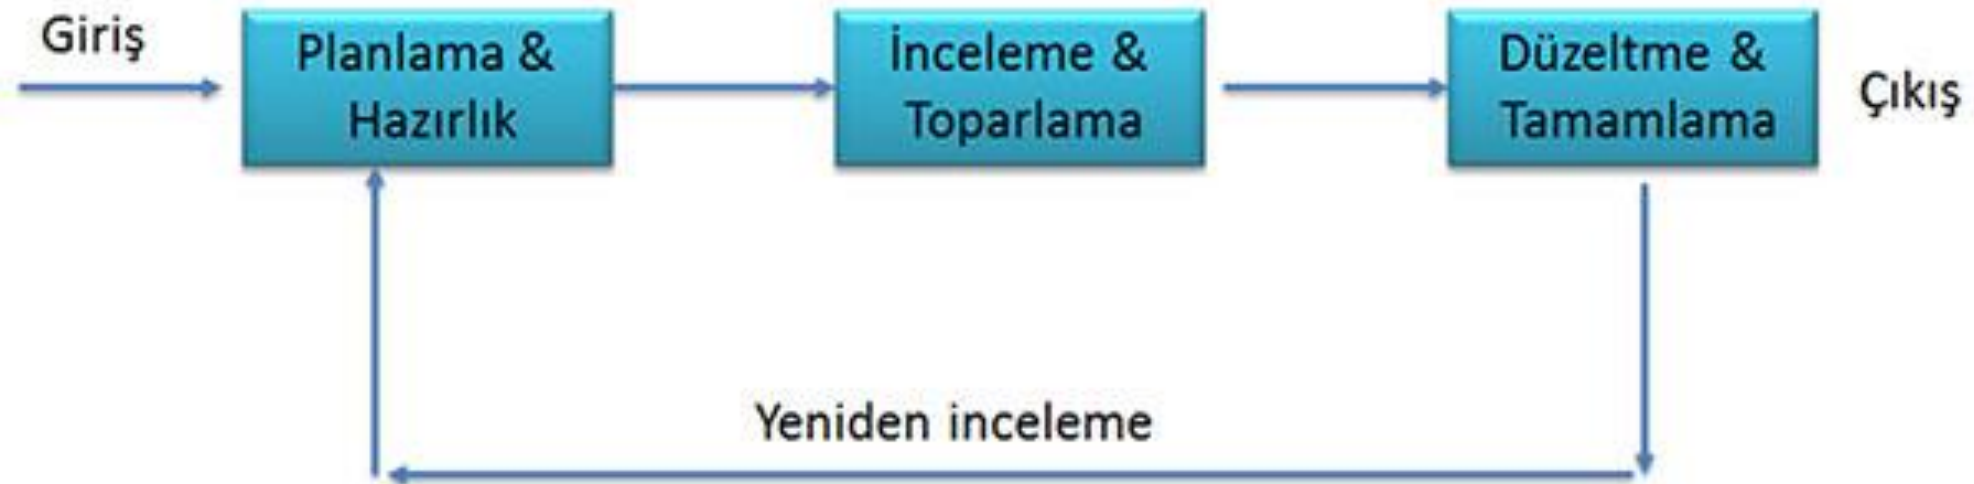 Giriş
Planlama &
Hazırlık
İnceleme &
Toparlama
Düzeltme &
Tamamlama
Çıkış
Yeniden inceleme